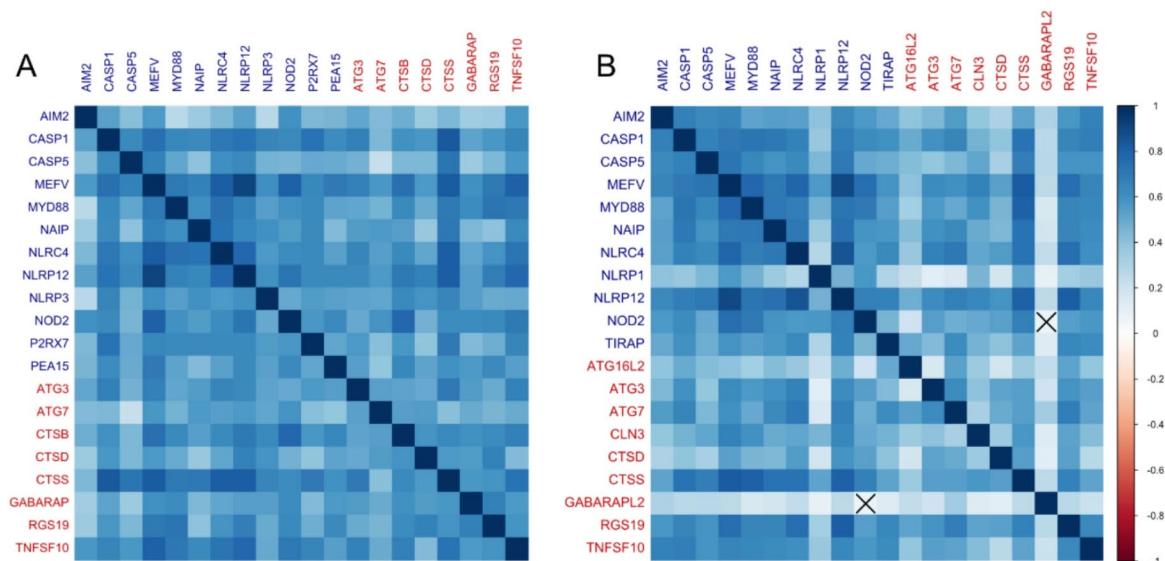 A
AIM2
CASP1
CASP5
MEFV
MYD88
NAIP
NLRC4
NLRP12
NLRP3
NOD2
P2RX7
PEA15
ATG3
ATG7
CTSB
CTSD
CTSS
GABARAP
RGS19
TNFSF10
AIM2
CASP1
CASP5
MEFV
MYD88
NAIP
NLRC4
NLRP12
NLRP3
NOD2
P2RX7
PEA15
ATG3
ATG7
CTSB
CTSD
CTSS
GABARAP
RGS19
TNFSF10
B
AIM2
CASP1
CASP5
MEFV
MYD88
NAIP
NLRC4
NLRP1
NLRP12
NOD2
TIRAP
ATG16L2
ATG3
ATG7
CLN3
CTSD
CTSS
GABARAPL2
RGS19
TNFSF10
AIM2
CASP1
CASP5
MEFV
MYD88
NAIP
NLRC4
NLRP1
NLRP12
NOD2
TIRAP
ATG16L2
ATG3
ATG7
CLN3
CTSD
CTSS
GABARAPL2
RGS19
TNFSF10
1
0.8
0.6
0.4
0.2
0
-0.2
-0.4
-0.6
-0.8
-1